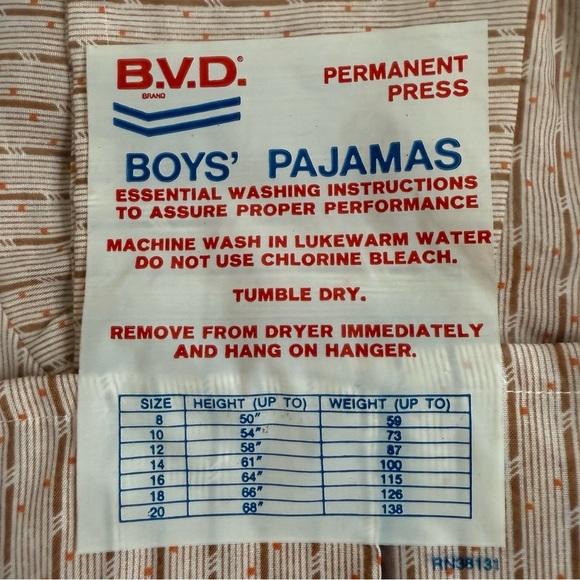 B.V.D.®
BRAND
PERMANENT
PRESS
BOYS' PAJAMAS
ESSENTIAL WASHING INSTRUCTIONS
TO ASSURE PROPER PERFORMANCE
MACHINE WASH IN LUKEWARM WATER
DO NOT USE CHLORINE BLEACH.
TUMBLE DRY.
REMOVE FROM DRYER IMMEDIATELY
AND HANG ON HANGER.
SIZE HEIGHT (UP TO) WEIGHT (UP TO)
8 50" 59
10 54" 73
12 58" 87
14 61" 100
16 64" 115
18 66" 126
20 68" 138
RN38131